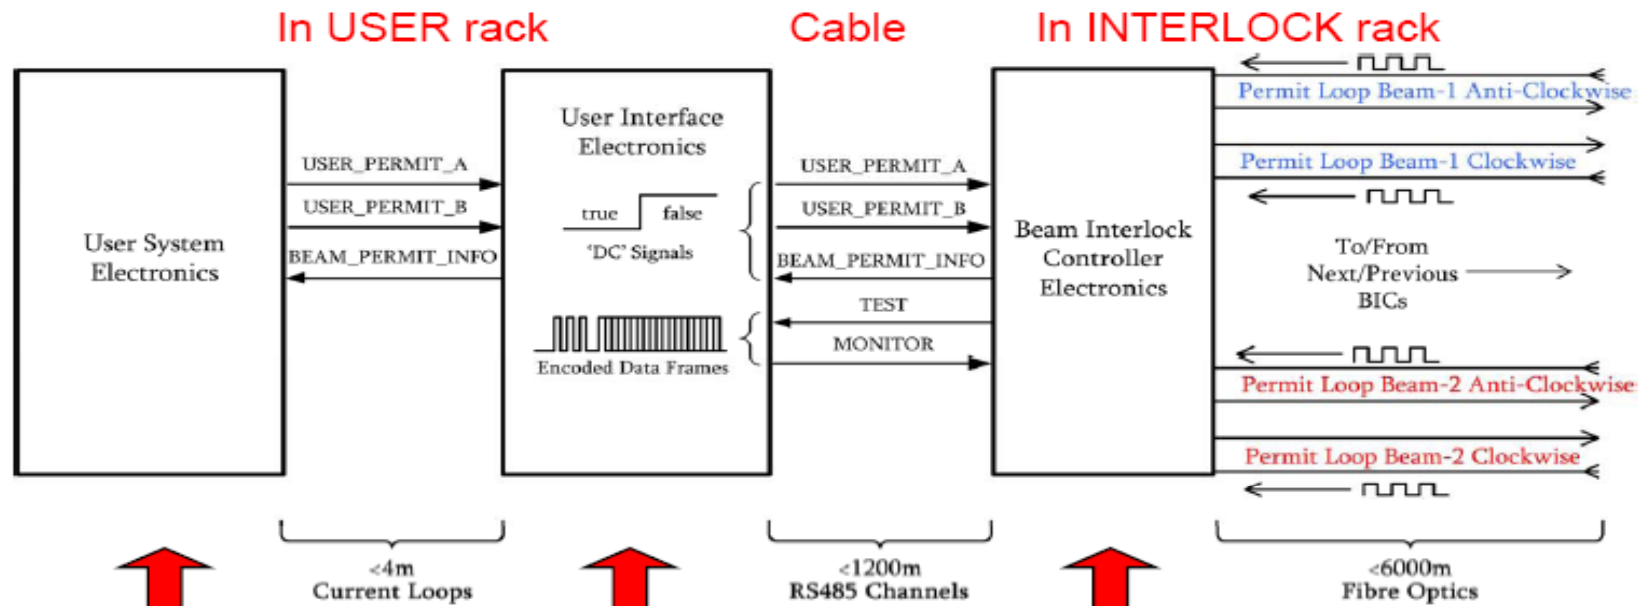 In USER rack
Cable
In INTERLOCK rack
User System
Electronics
USER_PERMIT_A
USER_PERMIT_B
BEAM_PERMIT_INFO
User Interface
Electronics
true
false
'DC' Signals
Encoded Data Frames
USER_PERMIT_A
USER_PERMIT_B
BEAM_PERMIT_INFO
TEST
MONITOR
Beam Interlock
Controller
Electronics
Permit Loop Beam-1 Anti-Clockwise
Permit Loop Beam-1 Clockwise
To/From
Next/Previous
BICs
Permit Loop Beam-2 Anti-Clockwise
Permit Loop Beam-2 Clockwise
<4m
Current Loops
<1200m
RS485 Channels
<6000m
Fibre Optics